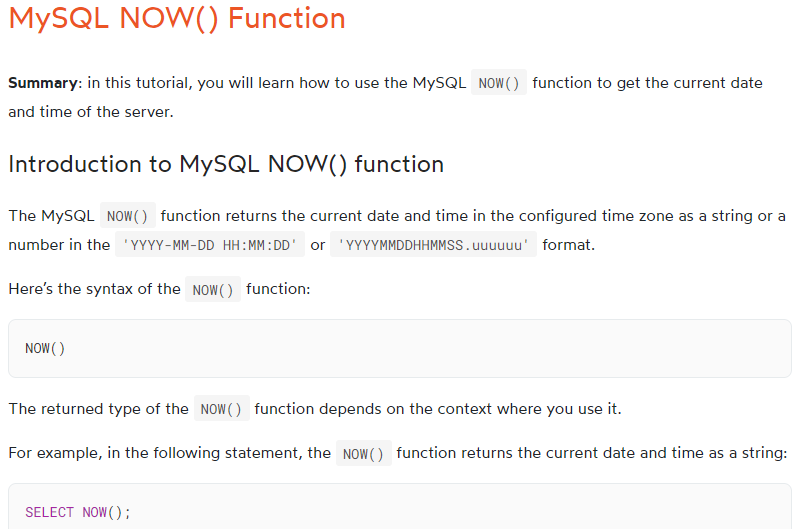 MySQL NOW() Function
Summary: in this tutorial, you will learn how to use the MySQL NOW() function to get the current date
and time of the server.
Introduction to MySQL NOW() function
The MySQL NOW() function returns the current date and time in the configured time zone as a string or a
number in the 'YYYY-MM-DD HH:MM:DD' or 'YYYYMMDDHHMMSS.uuuuuu' format.
Here’s the syntax of the NOW() function:
NOW()
The returned type of the NOW() function depends on the context where you use it.
For example, in the following statement, the NOW() function returns the current date and time as a string:
SELECT NOW();